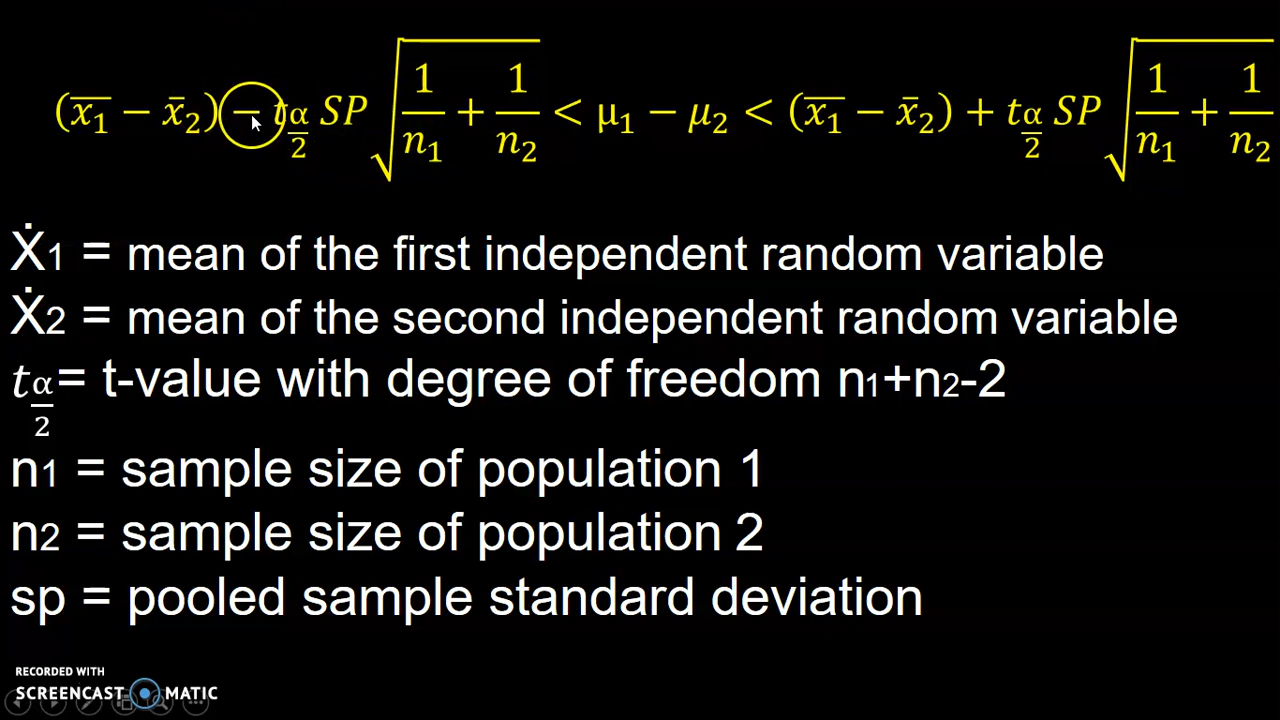 (x̅₁ − x̄₂) − t_{α/2} SP √(1/n₁ + 1/n₂) < μ₁ − μ₂ < (x̅₁ − x̄₂) + t_{α/2} SP √(1/n₁ + 1/n₂)
Ẋ1 = mean of the first independent random variable
Ẋ2 = mean of the second independent random variable
t_{α/2}= t-value with degree of freedom n1+n2-2
n1 = sample size of population 1
n2 = sample size of population 2
sp = pooled sample standard deviation
RECORDED WITH
SCREENCAST MATIC